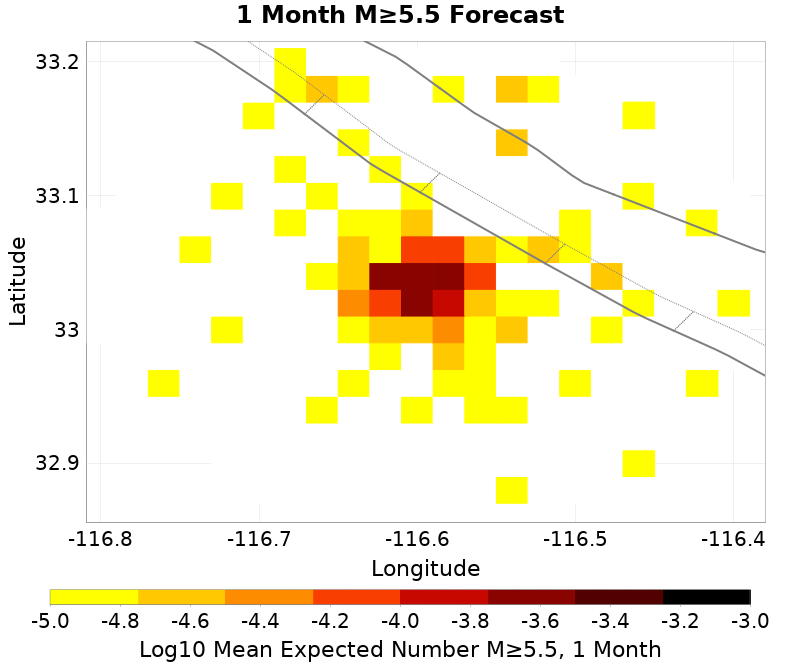 1 Month M≥5.5 Forecast
33.2
33.1
33
32.9
Latitude
-116.8 -116.7 -116.6 -116.5 -116.4
Longitude
-5.0 -4.8 -4.6 -4.4 -4.2 -4.0 -3.8 -3.6 -3.4 -3.2 -3.0
Log10 Mean Expected Number M≥5.5, 1 Month